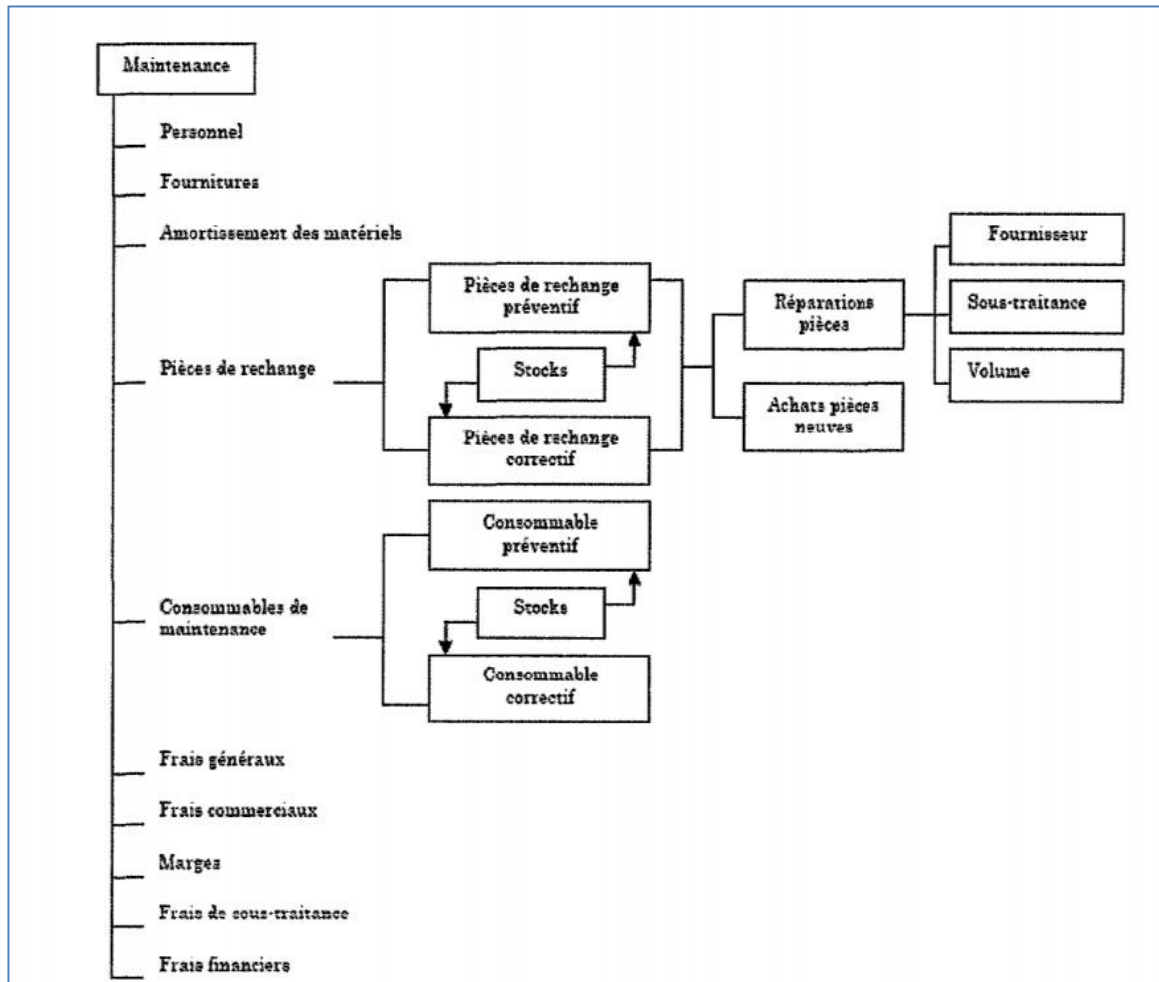 Maintenance
Personnel
Fournitures
Amortissement des matériels
Pièces de rechange
Pièces de rechange
préventif
Stocks
Pièces de rechange
correctif
Réparations
pièces
Achats pièces
neuves
Fournisseur
Sous-traitance
Volume
Consommables de
maintenance
Consommable
préventif
Stocks
Consommable
correctif
Frais généraux
Frais commerciaux
Marges
Frais de sous-traitance
Frais financiers